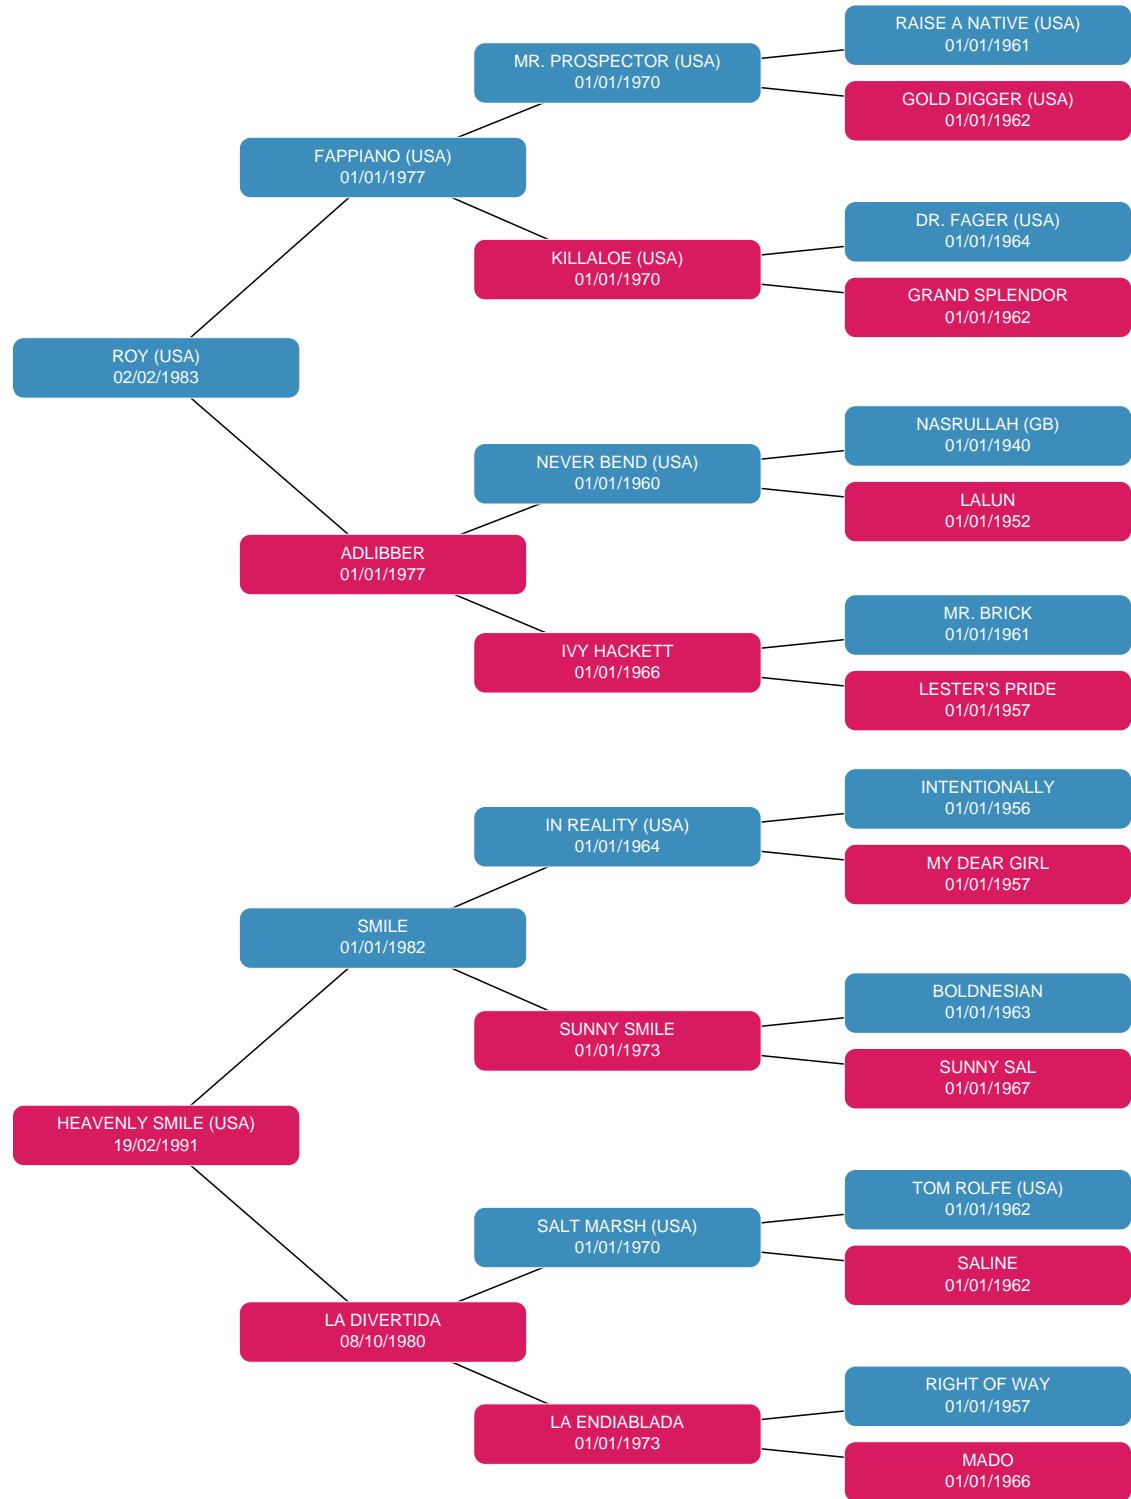 RAISE A NATIVE (USA)
01/01/1961
MR. PROSPECTOR (USA)
01/01/1970
GOLD DIGGER (USA)
01/01/1962
FAPPIANO (USA)
01/01/1977
DR. FAGER (USA)
01/01/1964
KILLALOE (USA)
01/01/1970
GRAND SPLENDOR
01/01/1962
ROY (USA)
02/02/1983
NASRULLAH (GB)
01/01/1940
NEVER BEND (USA)
01/01/1960
LALUN
01/01/1952
ADLIBBER
01/01/1977
MR. BRICK
01/01/1961
IVY HACKETT
01/01/1966
LESTER'S PRIDE
01/01/1957
INTENTIONALLY
01/01/1956
IN REALITY (USA)
01/01/1964
MY DEAR GIRL
01/01/1957
SMILE
01/01/1982
BOLDNESIAN
01/01/1963
SUNNY SMILE
01/01/1973
SUNNY SAL
01/01/1967
HEAVENLY SMILE (USA)
19/02/1991
TOM ROLFE (USA)
01/01/1962
SALT MARSH (USA)
01/01/1970
SALINE
01/01/1962
LA DIVERTIDA
08/10/1980
RIGHT OF WAY
01/01/1957
LA ENDIABLADA
01/01/1973
MADO
01/01/1966